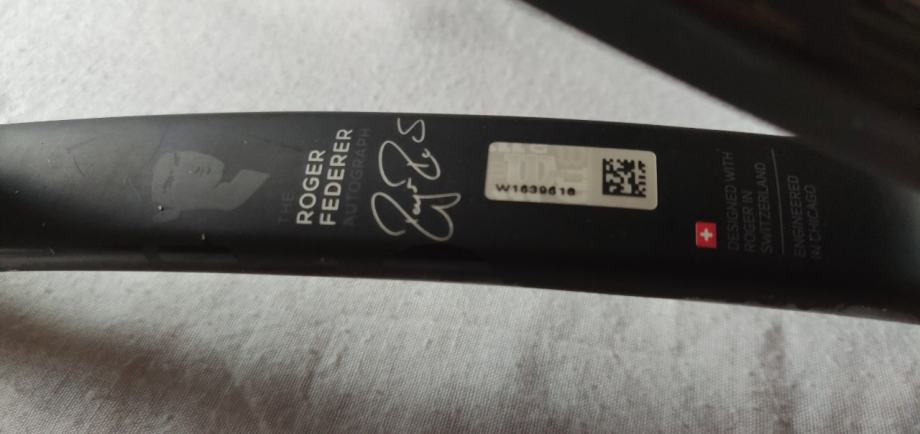 THE
ROGER
FEDERER
AUTOGRAPH
W1639618
DESIGNED WITH
ROGER IN
SWITZERLAND
ENGINEERED
IN CHICAGO